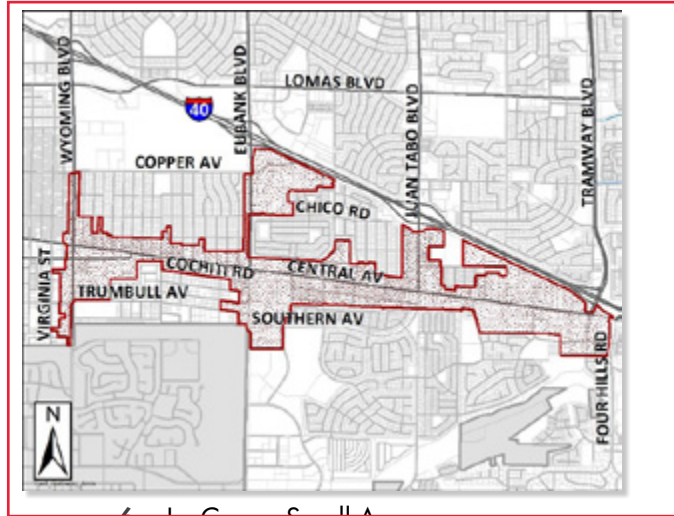 LOMAS BLVD
WYOMING BLVD
EUBANK BLVD
40
JUAN TABO BLVD
TRAMWAY BLVD
COPPER AV
CHICO RD
COCHITI RD
CENTRAL AV
VIRGINIA ST
TRUMBULL AV
SOUTHERN AV
FOUR HILLS RD
N